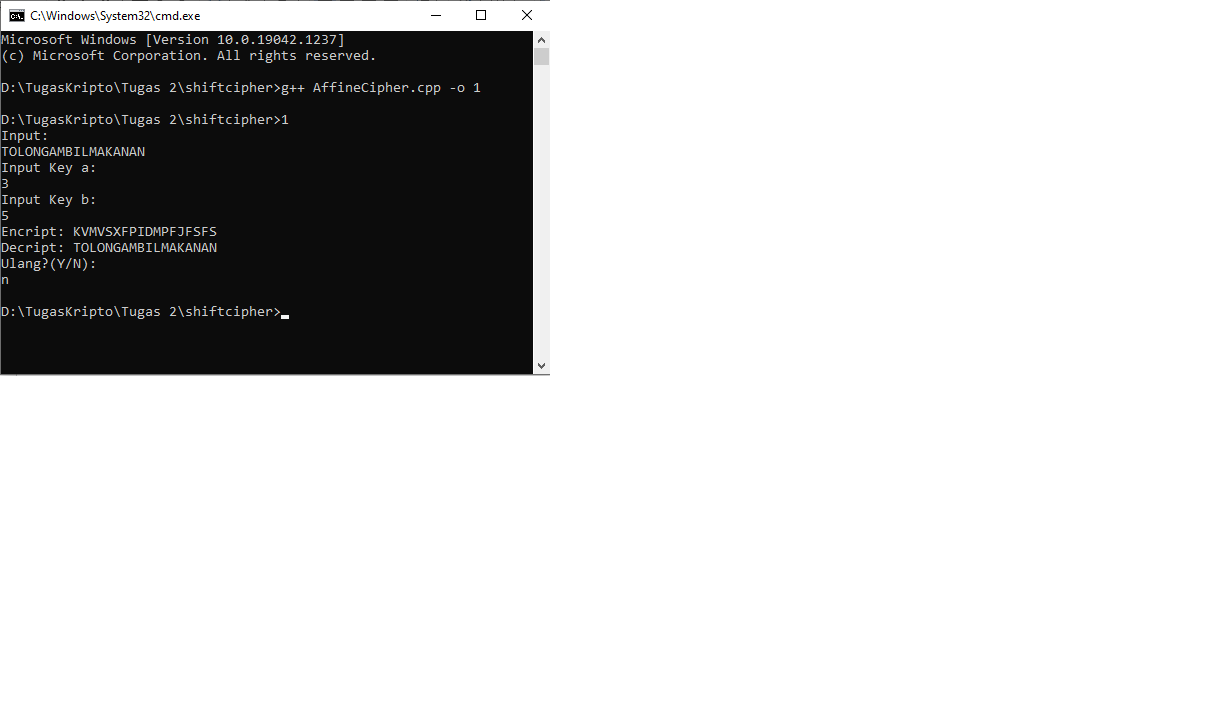 C:\Windows\System32\cmd.exe
Microsoft Windows [Version 10.0.19042.1237]
(c) Microsoft Corporation. All rights reserved.
D:\TugasKripto\Tugas 2\shiftcipher>g++ AffineCipher.cpp -o 1
D:\TugasKripto\Tugas 2\shiftcipher>1
Input:
TOLONGAMBILMAKANAN
Input Key a:
3
Input Key b:
5
Encript: KVMVSXFPIDMPFJFSFS
Decript: TOLONGAMBILMAKANAN
Ulang?(Y/N):
n
D:\TugasKripto\Tugas 2\shiftcipher>